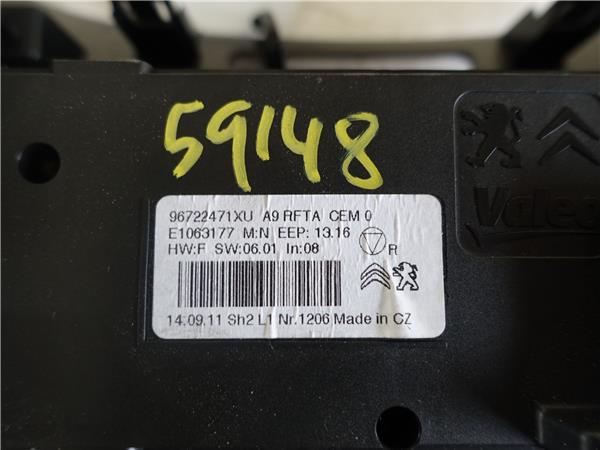 59148
96722471XU A9 RFTA CEM 0
E1063177 M:N EEP: 13.16
HW:F SW:06.01 In:08
R
14.09.11 Sh2 L1 Nr.1206 Made in CZ
Valeo